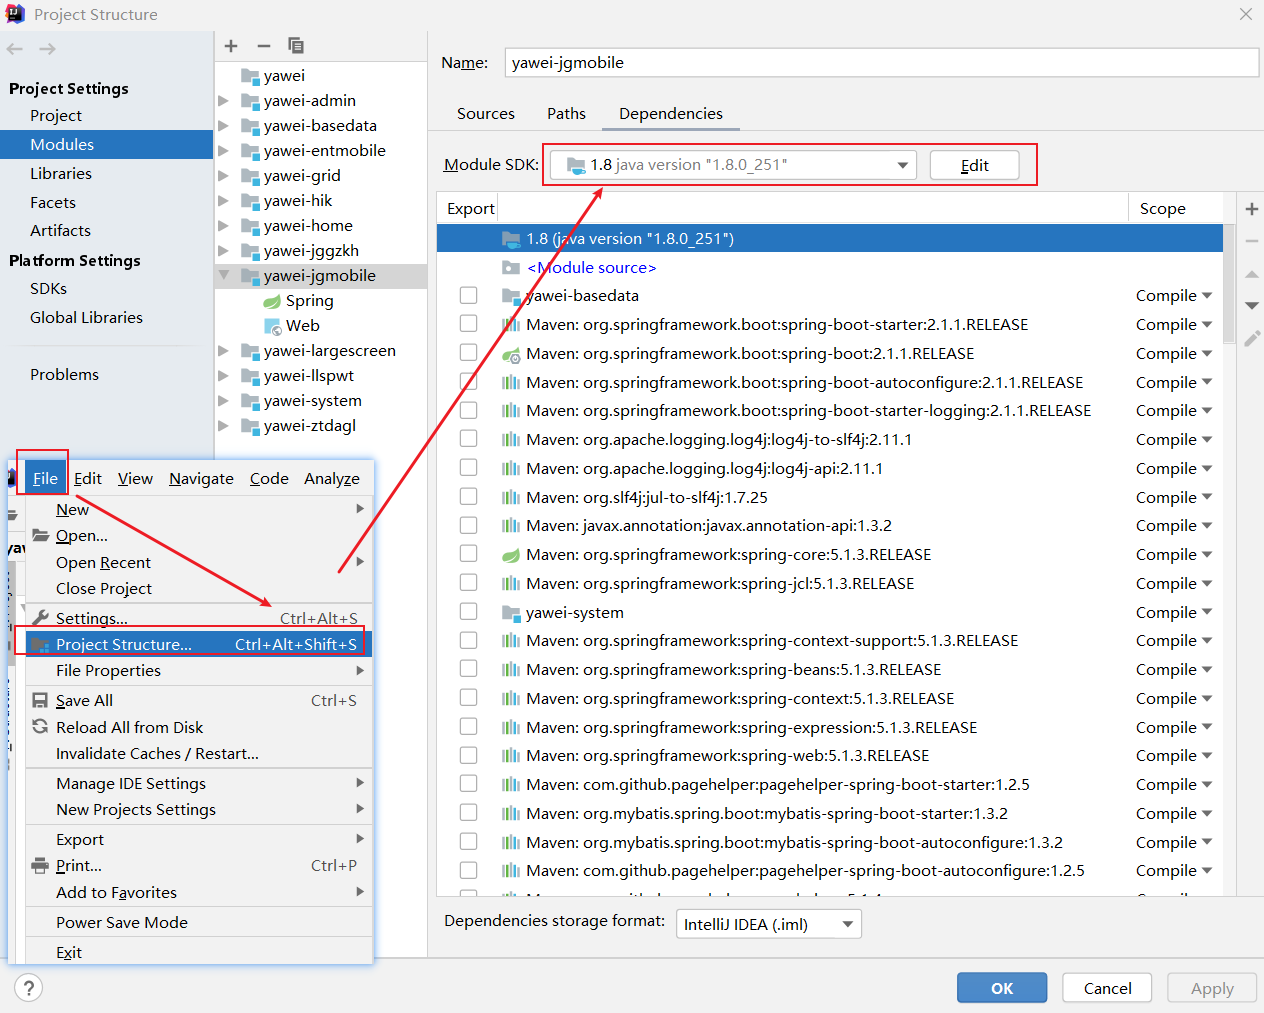 Project Structure
Project Settings
Project
Modules
Libraries
Facets
Artifacts
Platform Settings
SDKs
Global Libraries
Problems
yawei
yawei-admin
yawei-basedata
yawei-entmobile
yawei-grid
yawei-hik
yawei-home
yawei-jggzkh
yawei-jgmobile
Spring
Web
yawei-largescreen
yawei-llspwt
yawei-system
yawei-ztdagl
Name: yawei-jgmobile
Sources Paths Dependencies
Module SDK: 1.8 java version "1.8.0_251" Edit
Export Scope
1.8 (java version "1.8.0_251")
<Module source>
yawei-basedata Compile
Maven: org.springframework.boot:spring-boot-starter:2.1.1.RELEASE Compile
Maven: org.springframework.boot:spring-boot:2.1.1.RELEASE Compile
Maven: org.springframework.boot:spring-boot-autoconfigure:2.1.1.RELEASE Compile
Maven: org.springframework.boot:spring-boot-starter-logging:2.1.1.RELEASE Compile
Maven: org.apache.logging.log4j:log4j-to-slf4j:2.11.1 Compile
Maven: org.apache.logging.log4j:log4j-api:2.11.1 Compile
Maven: org.slf4j:jul-to-slf4j:1.7.25 Compile
Maven: javax.annotation:javax.annotation-api:1.3.2 Compile
Maven: org.springframework:spring-core:5.1.3.RELEASE Compile
Maven: org.springframework:spring-jcl:5.1.3.RELEASE Compile
yawei-system Compile
Maven: org.springframework:spring-context-support:5.1.3.RELEASE Compile
Maven: org.springframework:spring-beans:5.1.3.RELEASE Compile
Maven: org.springframework:spring-context:5.1.3.RELEASE Compile
Maven: org.springframework:spring-expression:5.1.3.RELEASE Compile
Maven: org.springframework:spring-web:5.1.3.RELEASE Compile
Maven: com.github.pagehelper:pagehelper-spring-boot-starter:1.2.5 Compile
Maven: org.mybatis.spring.boot:mybatis-spring-boot-starter:1.3.2 Compile
Maven: org.mybatis.spring.boot:mybatis-spring-boot-autoconfigure:1.3.2 Compile
Maven: com.github.pagehelper:pagehelper-spring-boot-autoconfigure:1.2.5 Compile
Dependencies storage format: IntelliJ IDEA (.iml)
File Edit View Navigate Code Analyze
New
Open...
Open Recent
Close Project
Settings... Ctrl+Alt+S
Project Structure... Ctrl+Alt+Shift+S
File Properties
Save All Ctrl+S
Reload All from Disk
Invalidate Caches / Restart...
Manage IDE Settings
New Projects Settings
Export
Print... Ctrl+P
Add to Favorites
Power Save Mode
Exit
? OK Cancel Apply